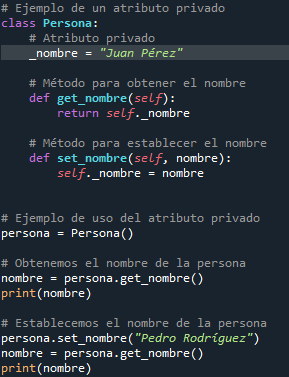 # Ejemplo de un atributo privado
class Persona:
    # Atributo privado
    _nombre = "Juan Pérez"

    # Método para obtener el nombre
    def get_nombre(self):
        return self._nombre

    # Método para establecer el nombre
    def set_nombre(self, nombre):
        self._nombre = nombre


# Ejemplo de uso del atributo privado
persona = Persona()

# Obtenemos el nombre de la persona
nombre = persona.get_nombre()
print(nombre)

# Establecemos el nombre de la persona
persona.set_nombre("Pedro Rodríguez")
nombre = persona.get_nombre()
print(nombre)